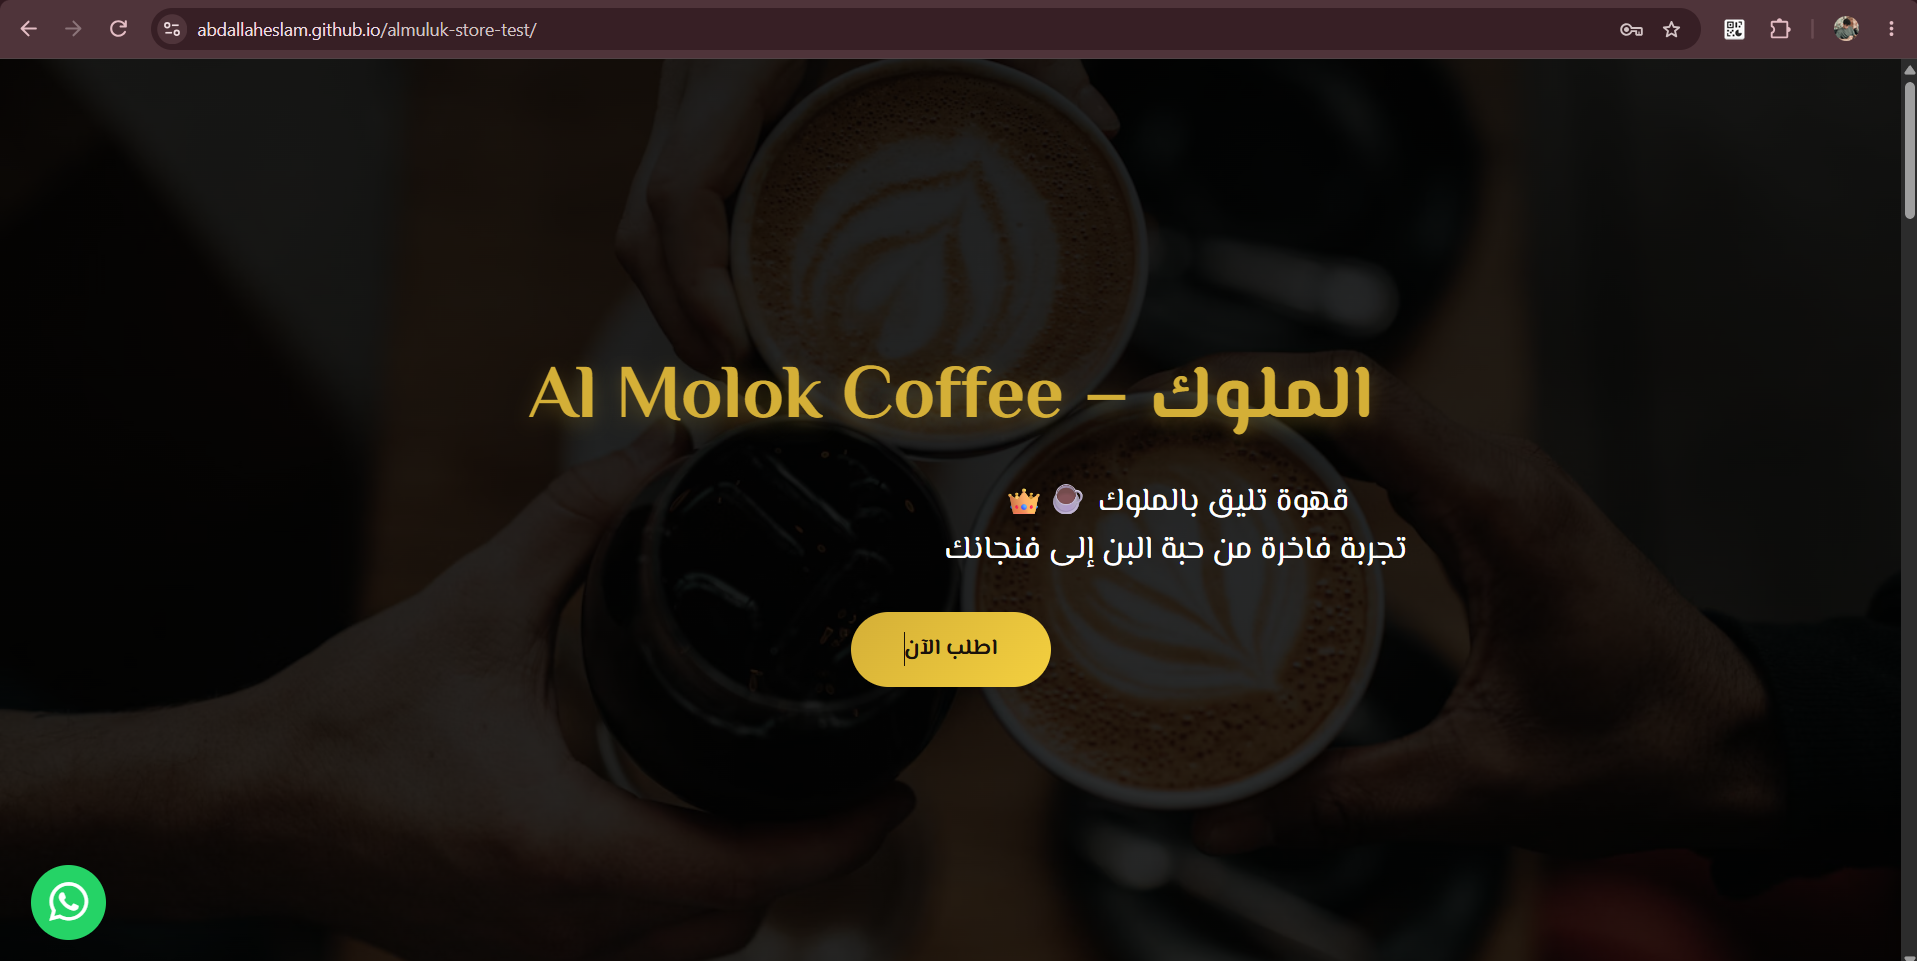 abdallaheslam.github.io/almuluk-store-test/
Al Molok Coffee – الملوك
قهوة تليق بالملوك ☕ 👑
تجربة فاخرة من حبة البن إلى فنجانك
اطلب الآن